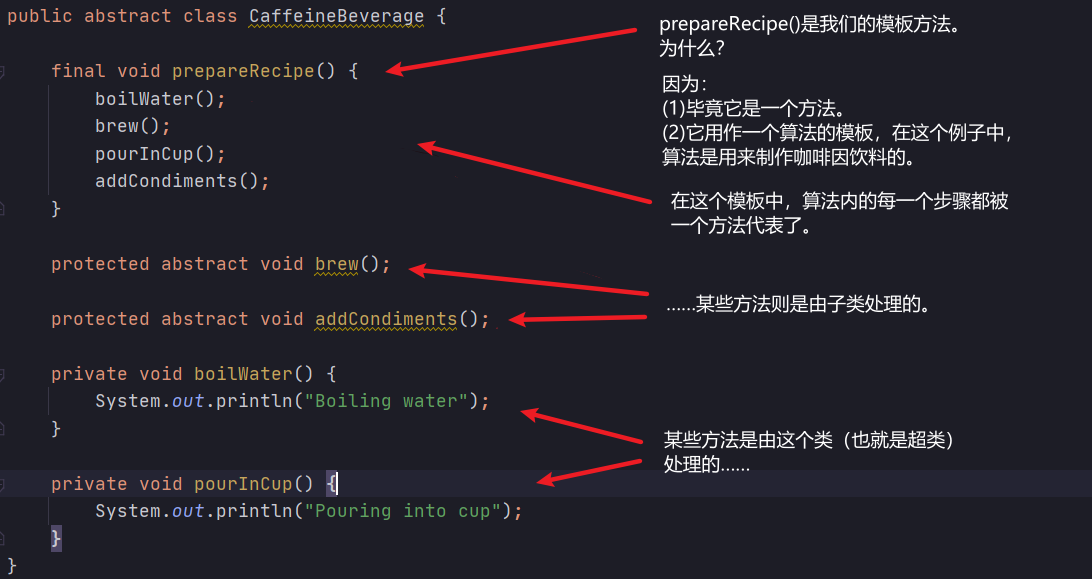 public abstract class CaffeineBeverage {
final void prepareRecipe() {
boilWater();
brew();
pourInCup();
addCondiments();
}
protected abstract void brew();
protected abstract void addCondiments();
private void boilWater() {
System.out.println("Boiling water");
}
private void pourInCup() {
System.out.println("Pouring into cup");
}
}
prepareRecipe()是我们的模板方法。
为什么？
因为：
(1)毕竟它是一个方法。
(2)它用作一个算法的模板，在这个例子中，
算法是用来制作咖啡因饮料的。
在这个模板中，算法内的每一个步骤都被
一个方法代表了。
……某些方法则是由子类处理的。
某些方法是由这个类（也就是超类）
处理的……